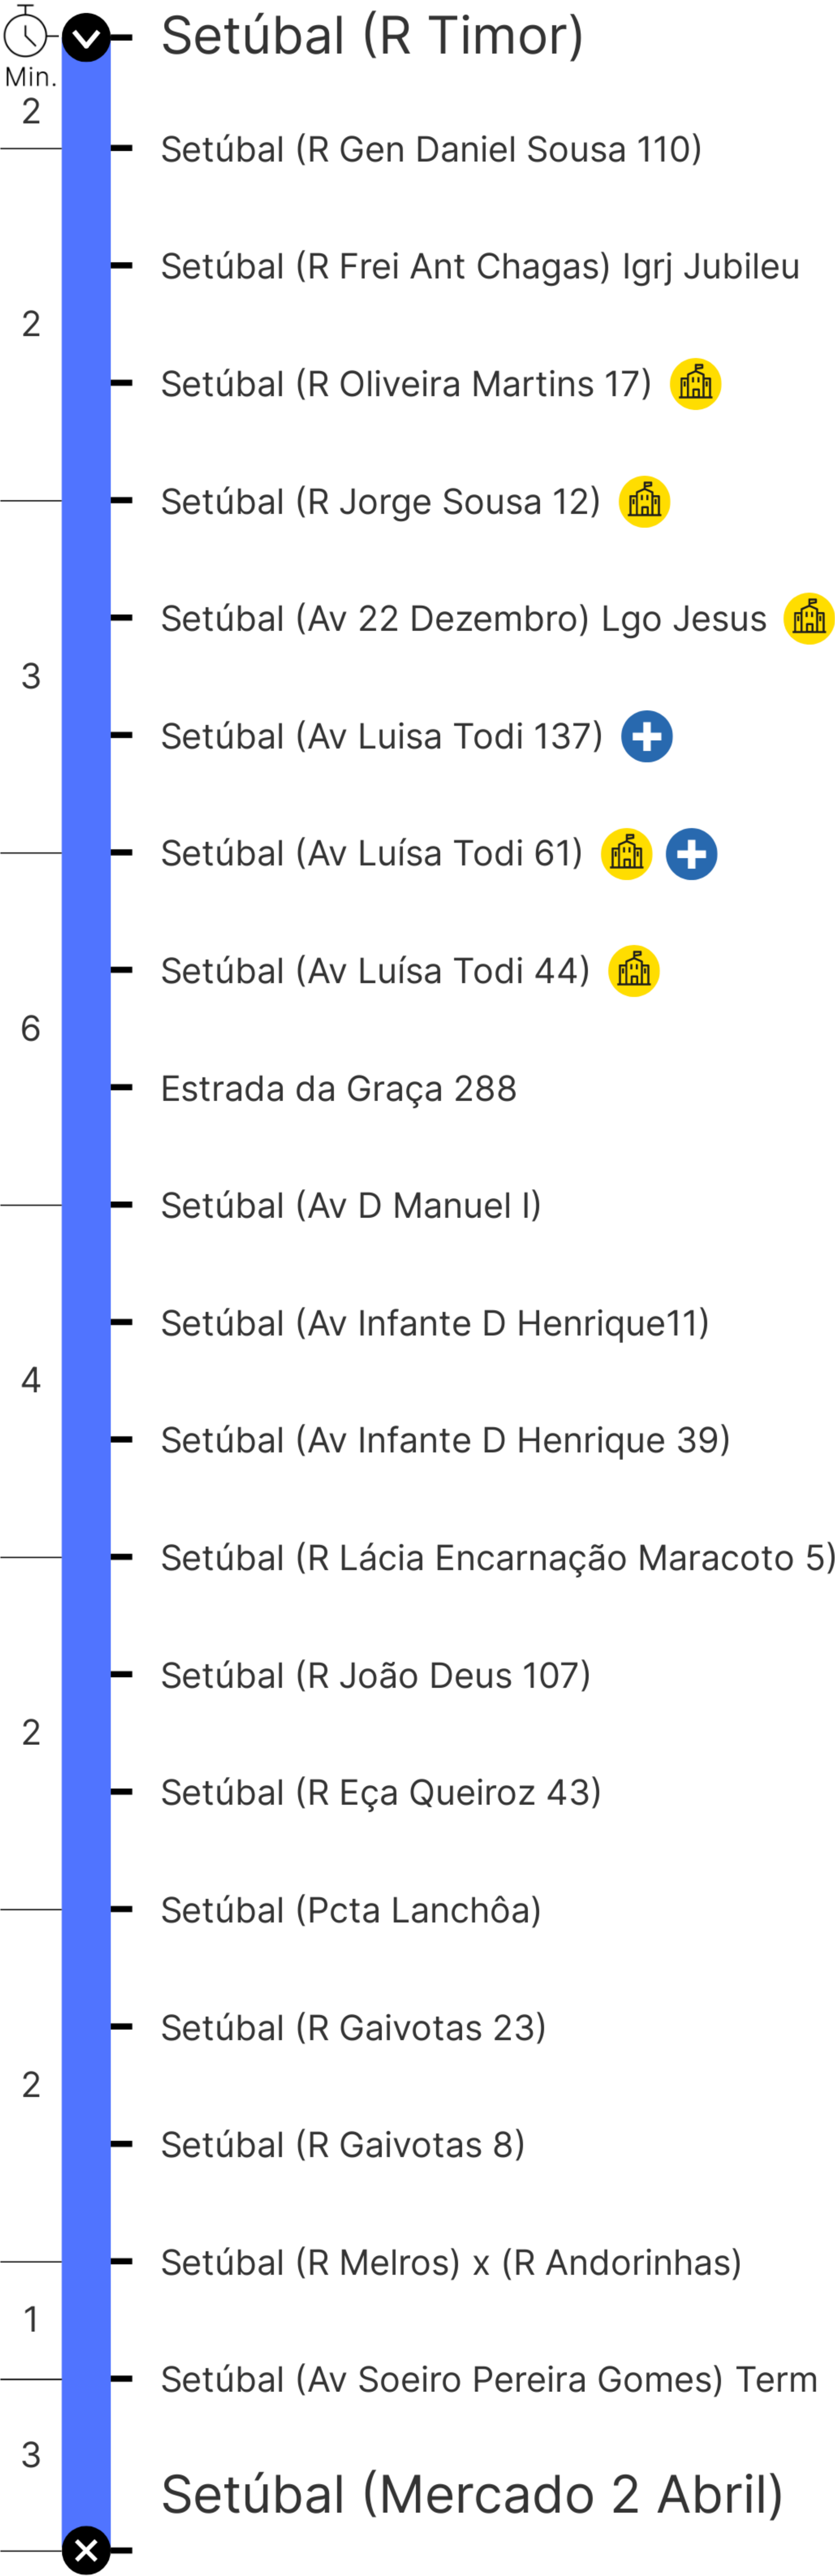 Setúbal (R Timor)
Min.
2
Setúbal (R Gen Daniel Sousa 110)
Setúbal (R Frei Ant Chagas) Igrj Jubileu
2
Setúbal (R Oliveira Martins 17)
Setúbal (R Jorge Sousa 12)
Setúbal (Av 22 Dezembro) Lgo Jesus
3
Setúbal (Av Luisa Todi 137)
Setúbal (Av Luísa Todi 61)
Setúbal (Av Luísa Todi 44)
6
Estrada da Graça 288
Setúbal (Av D Manuel I)
Setúbal (Av Infante D Henrique11)
4
Setúbal (Av Infante D Henrique 39)
Setúbal (R Lácia Encarnação Maracoto 5)
Setúbal (R João Deus 107)
2
Setúbal (R Eça Queiroz 43)
Setúbal (Pcta Lanchôa)
Setúbal (R Gaivotas 23)
2
Setúbal (R Gaivotas 8)
Setúbal (R Melros) x (R Andorinhas)
1
Setúbal (Av Soeiro Pereira Gomes) Term
3
Setúbal (Mercado 2 Abril)